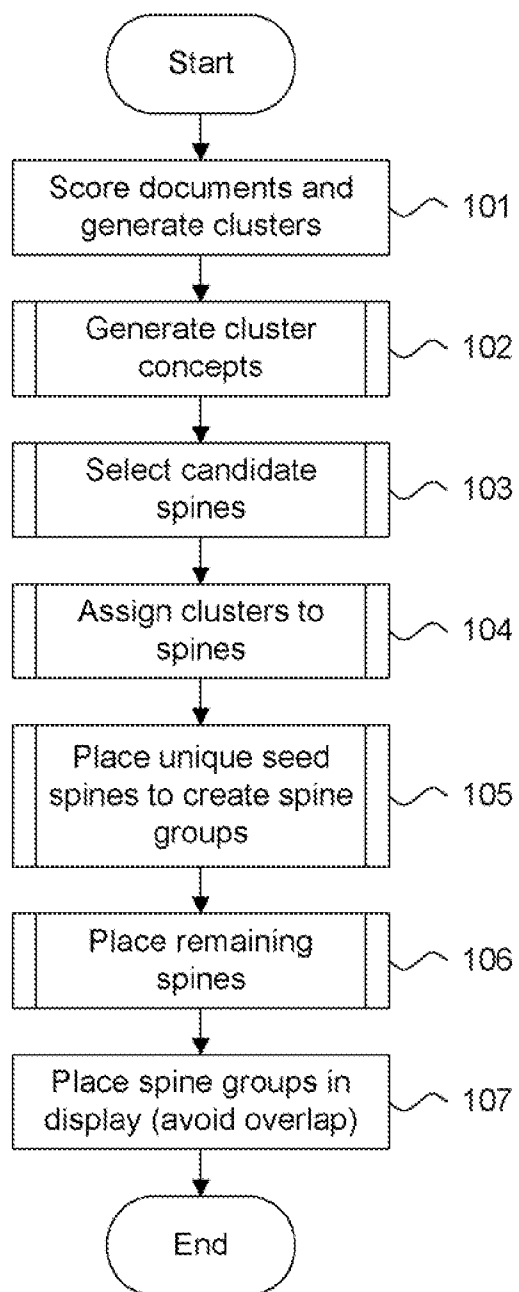 Start
Score documents and
generate clusters
101
Generate cluster
concepts
102
Select candidate
spines
103
Assign clusters to
spines
104
Place unique seed
spines to create spine
groups
105
Place remaining
spines
106
Place spine groups in
display (avoid overlap)
107
End